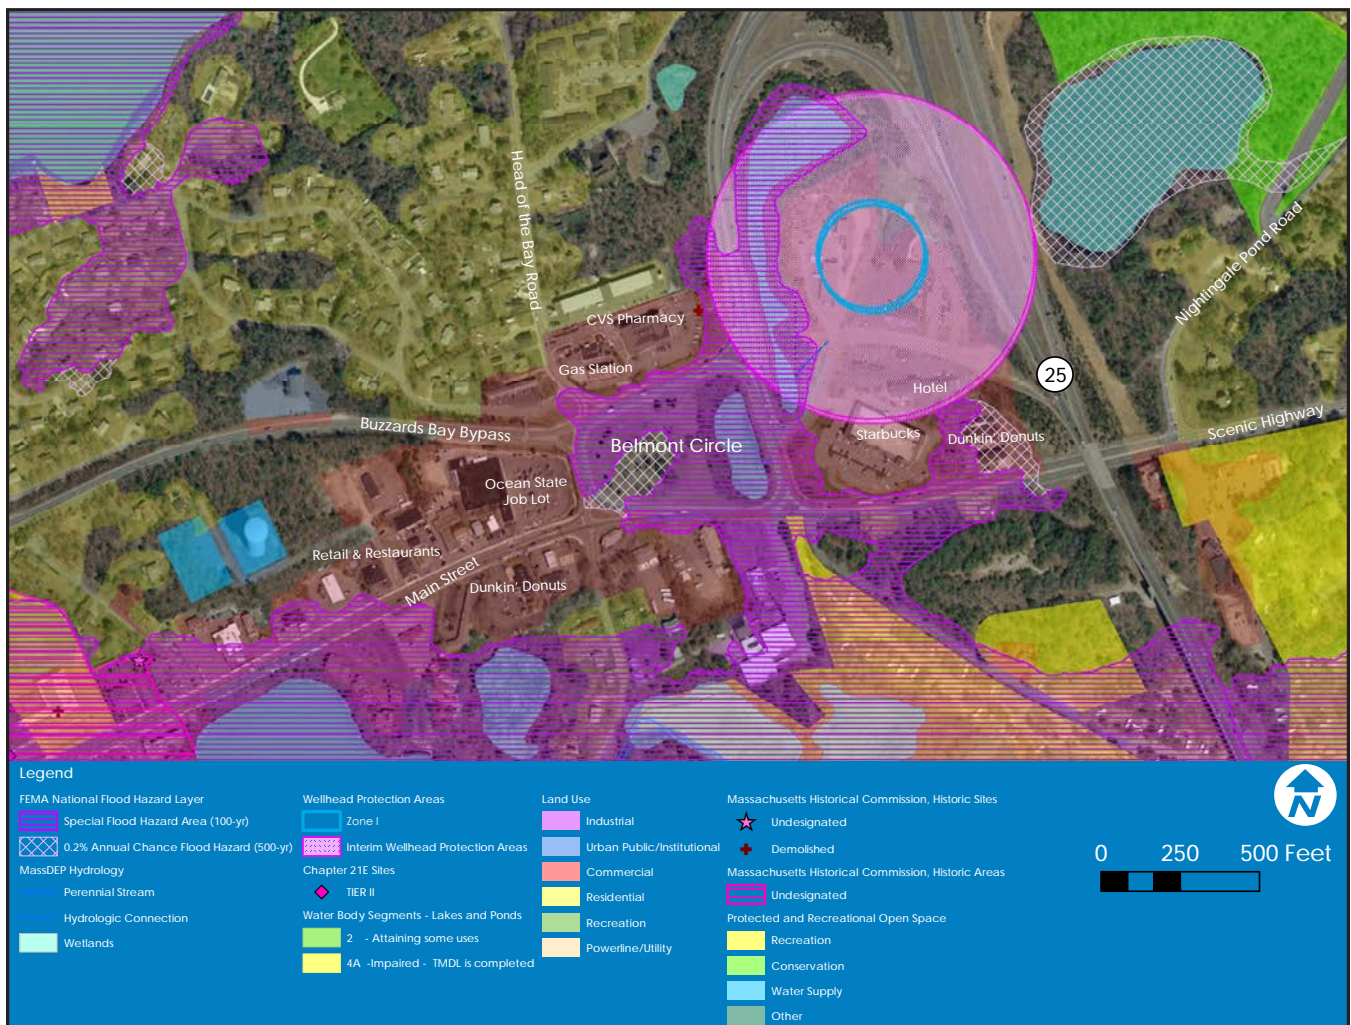 Head of the Bay Road
Nightingale Pond Road
CVS Pharmacy
Gas Station
25
Hotel
Buzzards Bay Bypass
Belmont Circle
Starbucks
Dunkin' Donuts
Scenic Highway
Ocean State
Job Lot
Retail & Restaurants
Main Street
Dunkin' Donuts
Legend
FEMA National Flood Hazard Layer
Special Flood Hazard Area (100-yr)
0.2% Annual Chance Flood Hazard (500-yr)
MassDEP Hydrology
Perennial Stream
Hydrologic Connection
Wetlands
Wellhead Protection Areas
Zone I
Interim Wellhead Protection Areas
Chapter 21E Sites
TIER II
Water Body Segments - Lakes and Ponds
2 - Attaining some uses
4A -Impaired - TMDL is completed
Land Use
Industrial
Urban Public/Institutional
Commercial
Residential
Recreation
Powerline/Utility
Massachusetts Historical Commission, Historic Sites
Undesignated
Demolished
Massachusetts Historical Commission, Historic Areas
Undesignated
Protected and Recreational Open Space
Recreation
Conservation
Water Supply
Other
N
0 250 500 Feet